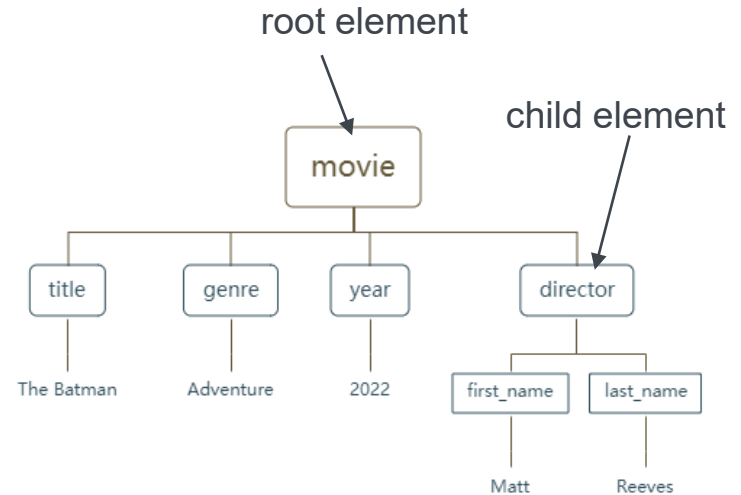 root element
child element
movie
title
genre
year
director
The Batman
Adventure
2022
first_name
last_name
Matt
Reeves